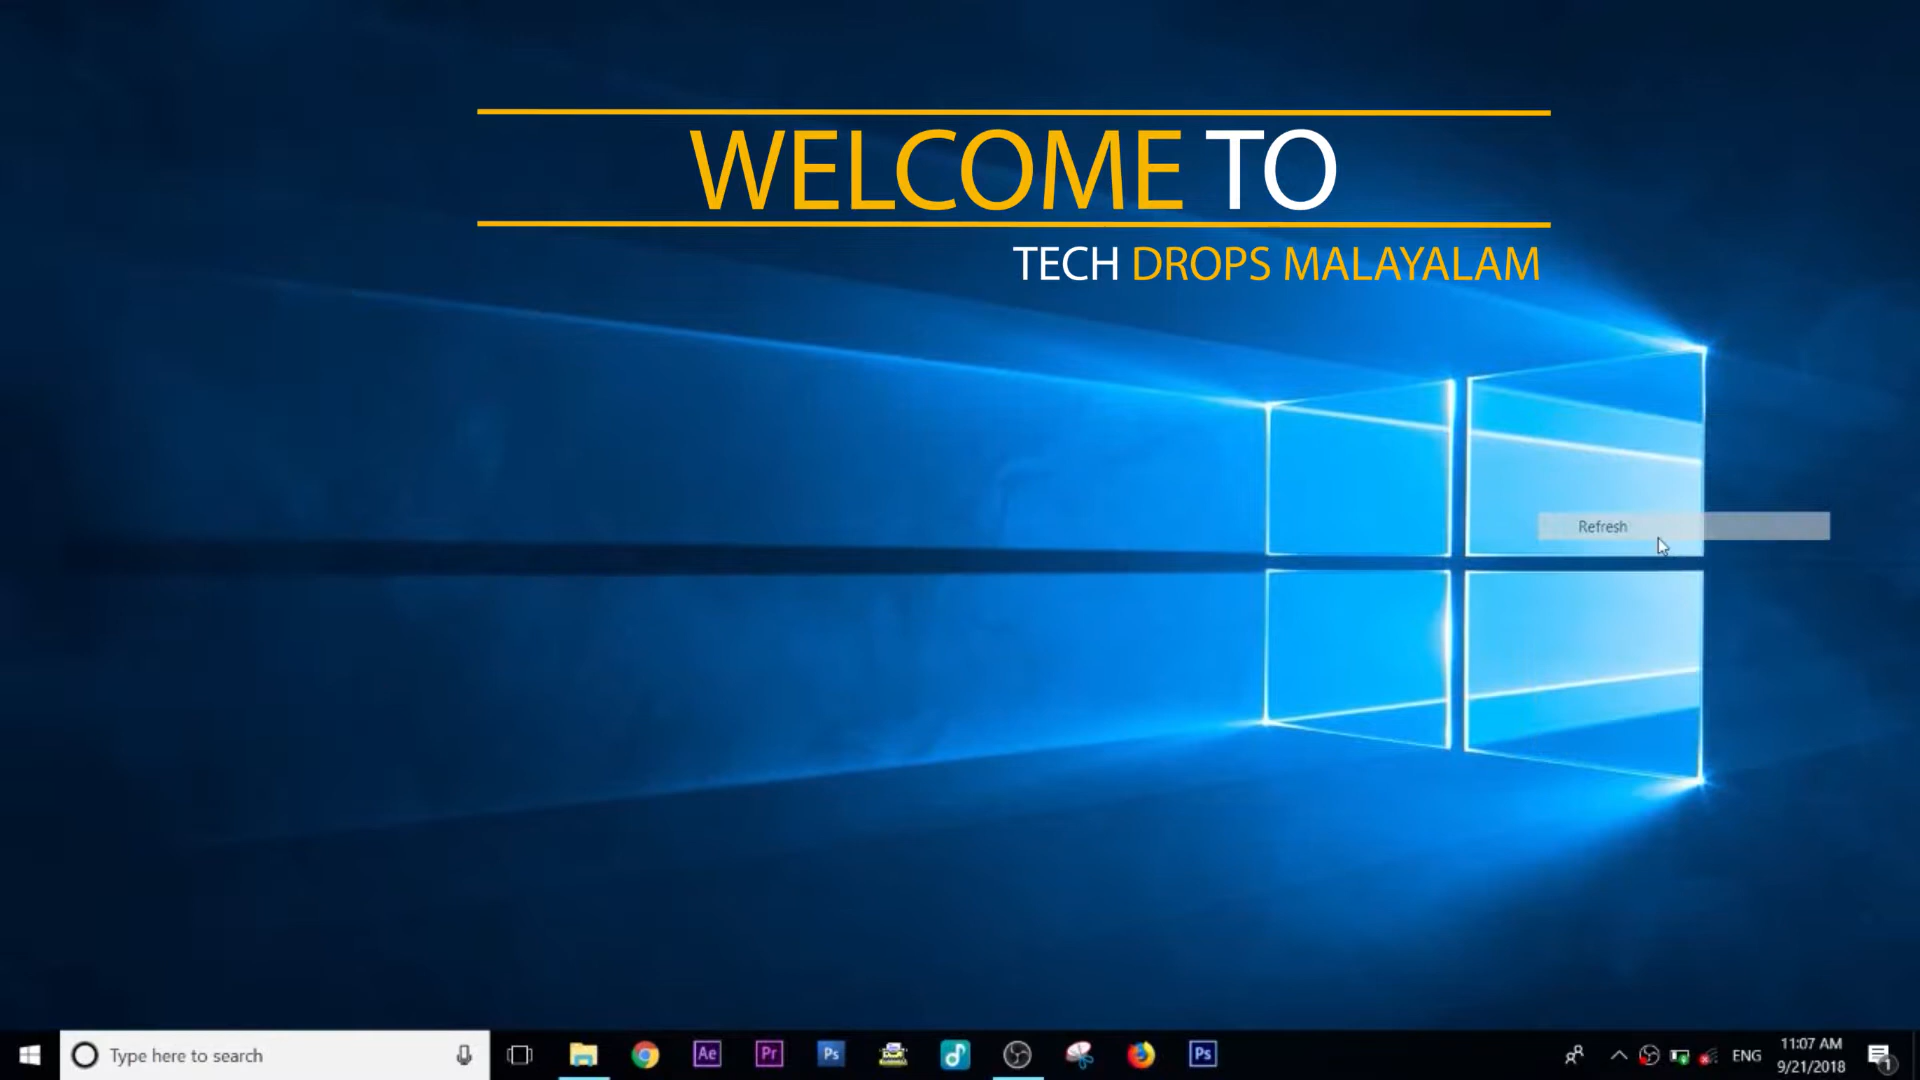 WELCOME TO
TECH DROPS MALAYALAM
Refresh
Type here to search
Ae
Pr
Ps
Ps
ENG
11:07 AM
9/21/2018
1